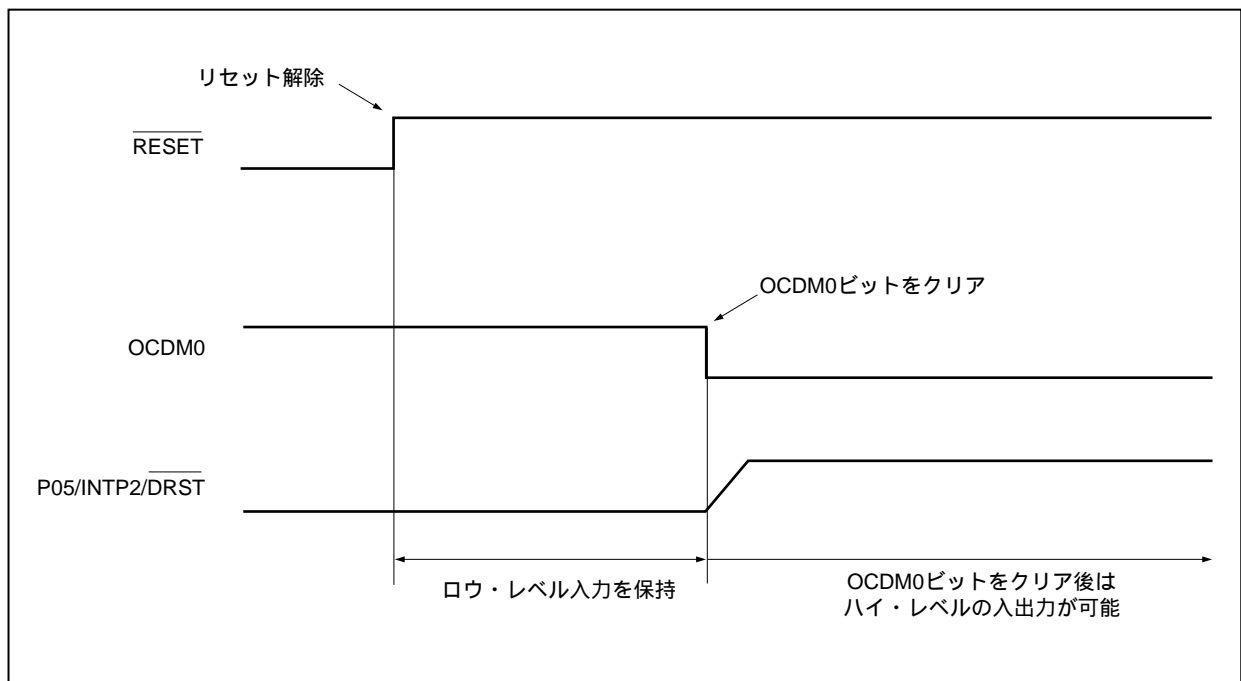 リセット解除
RESET
OCDM0ビットをクリア
OCDM0
P05/INTP2/DRST
ロウ・レベル入力を保持
OCDM0ビットをクリア後は
ハイ・レベルの入出力が可能